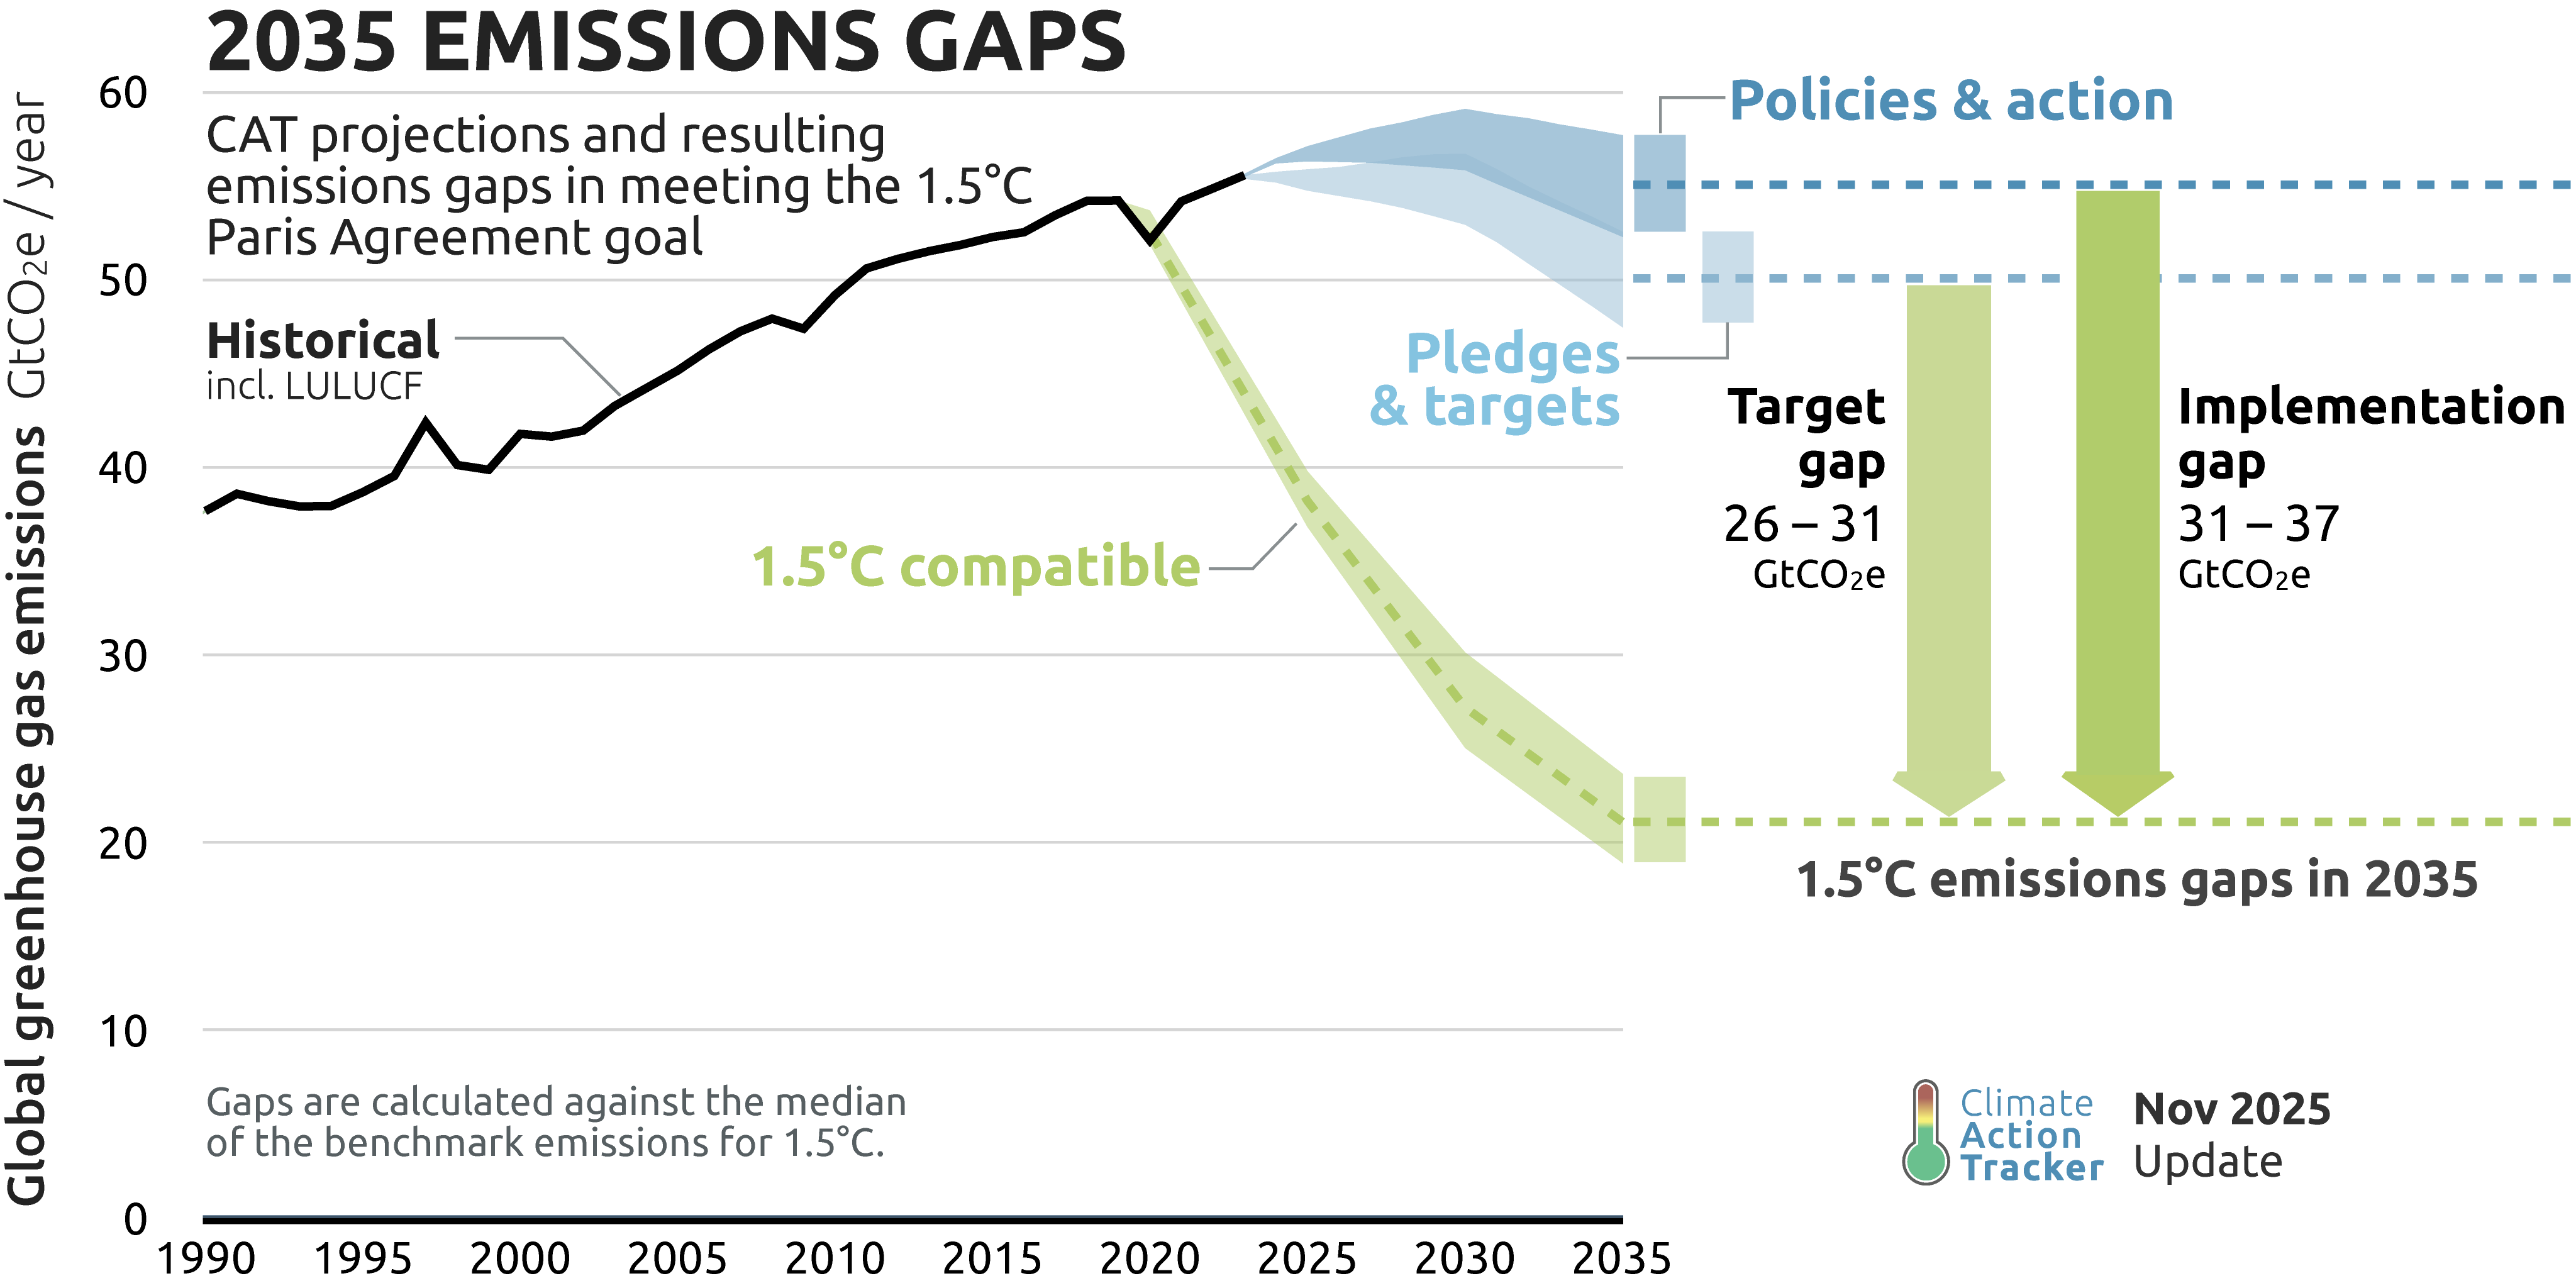 2035 EMISSIONS GAPS
CAT projections and resulting
emissions gaps in meeting the 1.5°C
Paris Agreement goal
Global greenhouse gas emissions GtCO₂e / year
60
50
40
30
20
10
0
1990 1995 2000 2005 2010 2015 2020 2025 2030 2035
Historical
incl. LULUCF
1.5°C compatible
Policies & action
Pledges
& targets
Target
gap
26 – 31
GtCO₂e
Implementation
gap
31 – 37
GtCO₂e
1.5°C emissions gaps in 2035
Gaps are calculated against the median
of the benchmark emissions for 1.5°C.
Climate
Action
Tracker
Nov 2025
Update